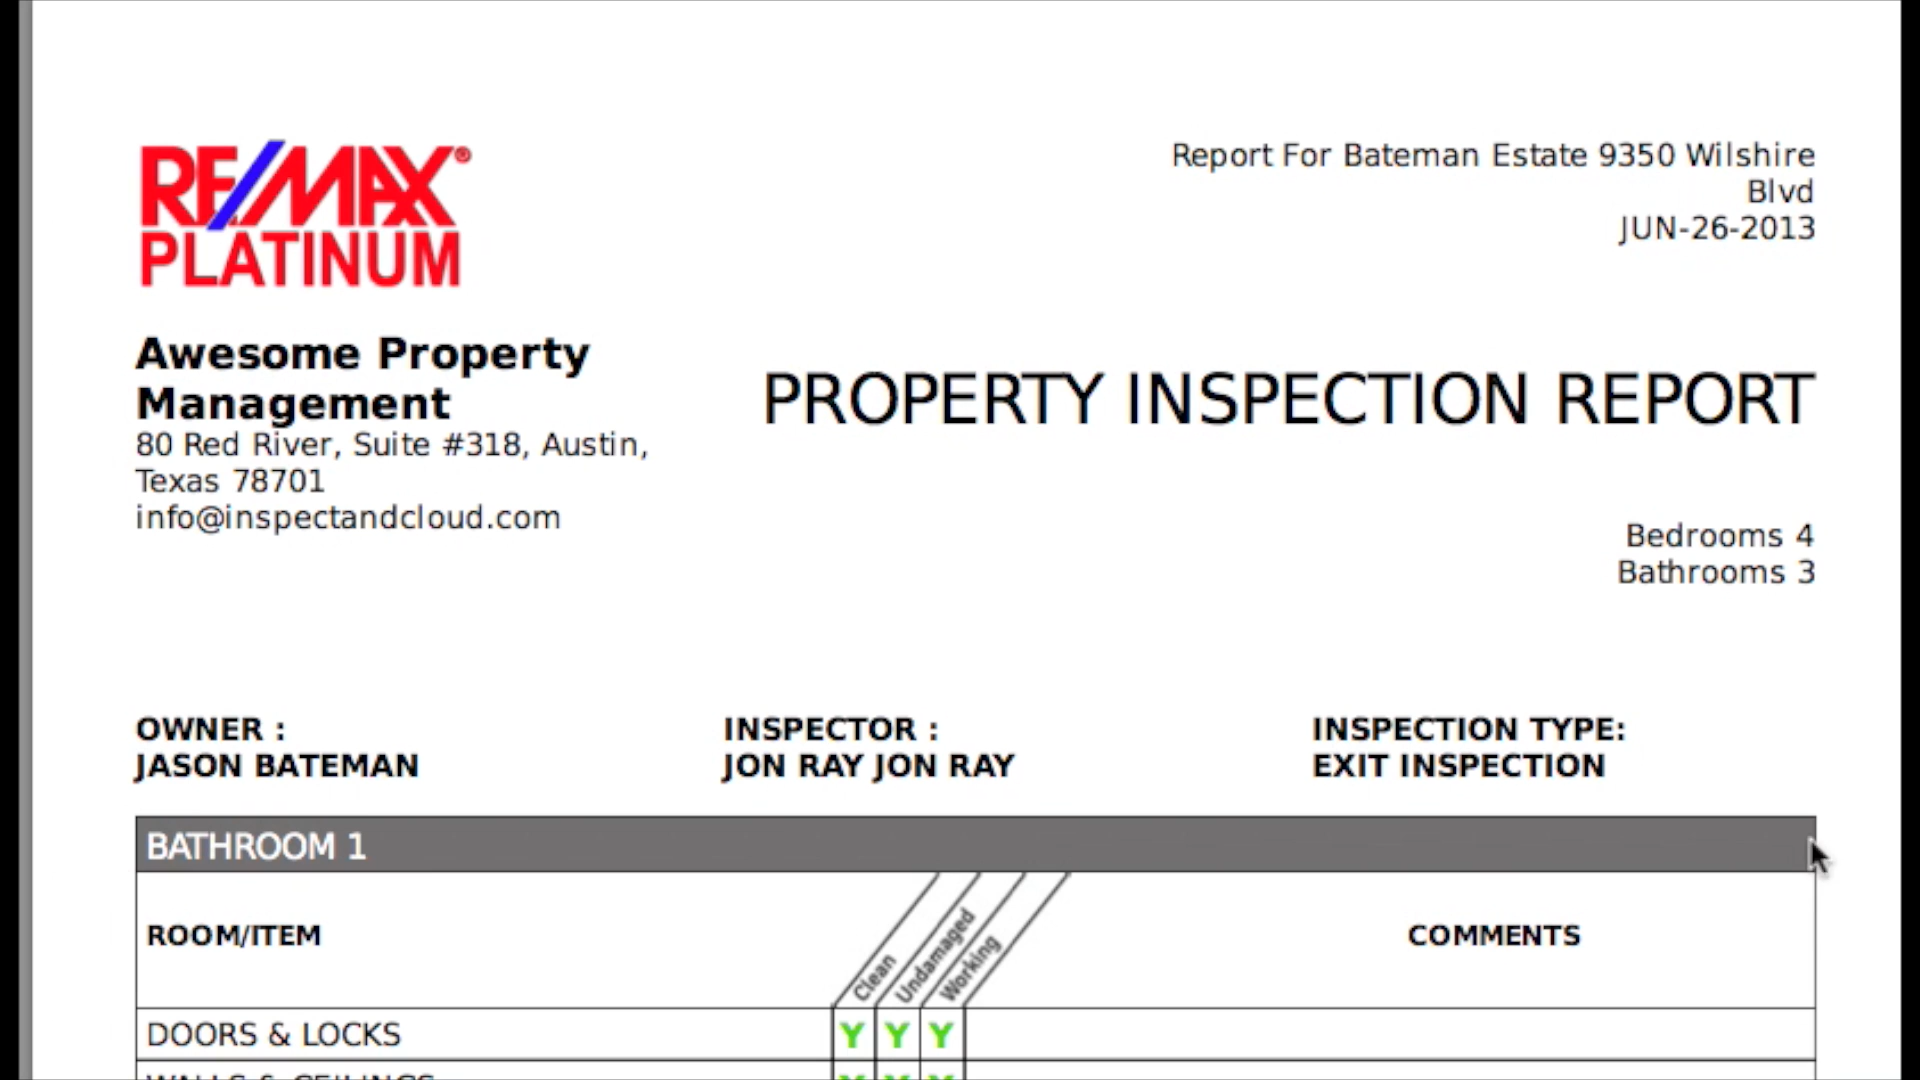 RE/MAX®
PLATINUM
Report For Bateman Estate 9350 Wilshire
Blvd
JUN-26-2013
Awesome Property
Management
80 Red River, Suite #318, Austin,
Texas 78701
info@inspectandcloud.com
PROPERTY INSPECTION REPORT
Bedrooms 4
Bathrooms 3
OWNER :
JASON BATEMAN
INSPECTOR :
JON RAY JON RAY
INSPECTION TYPE:
EXIT INSPECTION
BATHROOM 1
ROOM/ITEM
Clean
Undamaged
Working
COMMENTS
DOORS & LOCKS Y Y Y
WALLS & CEILINGS Y Y Y